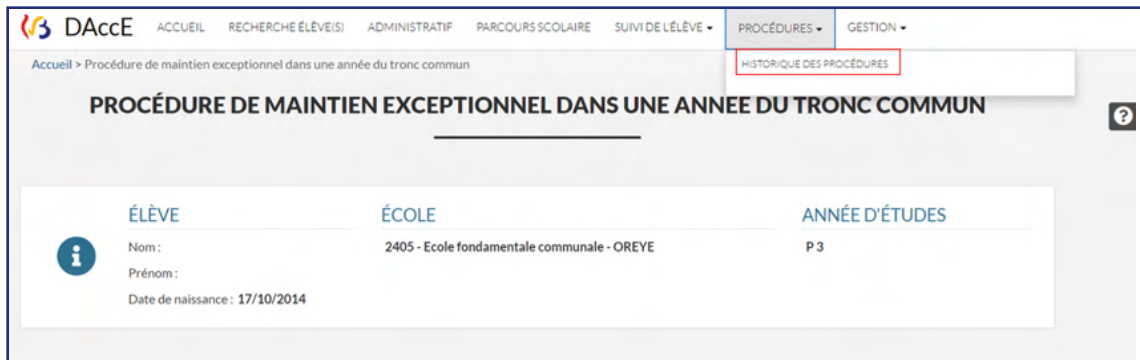 DAccE ACCUEIL RECHERCHE ÉLÈVE(S) ADMINISTRATIF PARCOURS SCOLAIRE SUIVI DE L'ÉLÈVE PROCÉDURES GESTION
Accueil > Procédure de maintien exceptionnel dans une année du tronc commun
HISTORIQUE DES PROCÉDURES
PROCÉDURE DE MAINTIEN EXCEPTIONNEL DANS UNE ANNEE DU TRONC COMMUN
?
ÉLÈVE ÉCOLE ANNÉE D'ÉTUDES
Nom : 2405 - Ecole fondamentale communale - OREYE P 3
Prénom :
Date de naissance : 17/10/2014